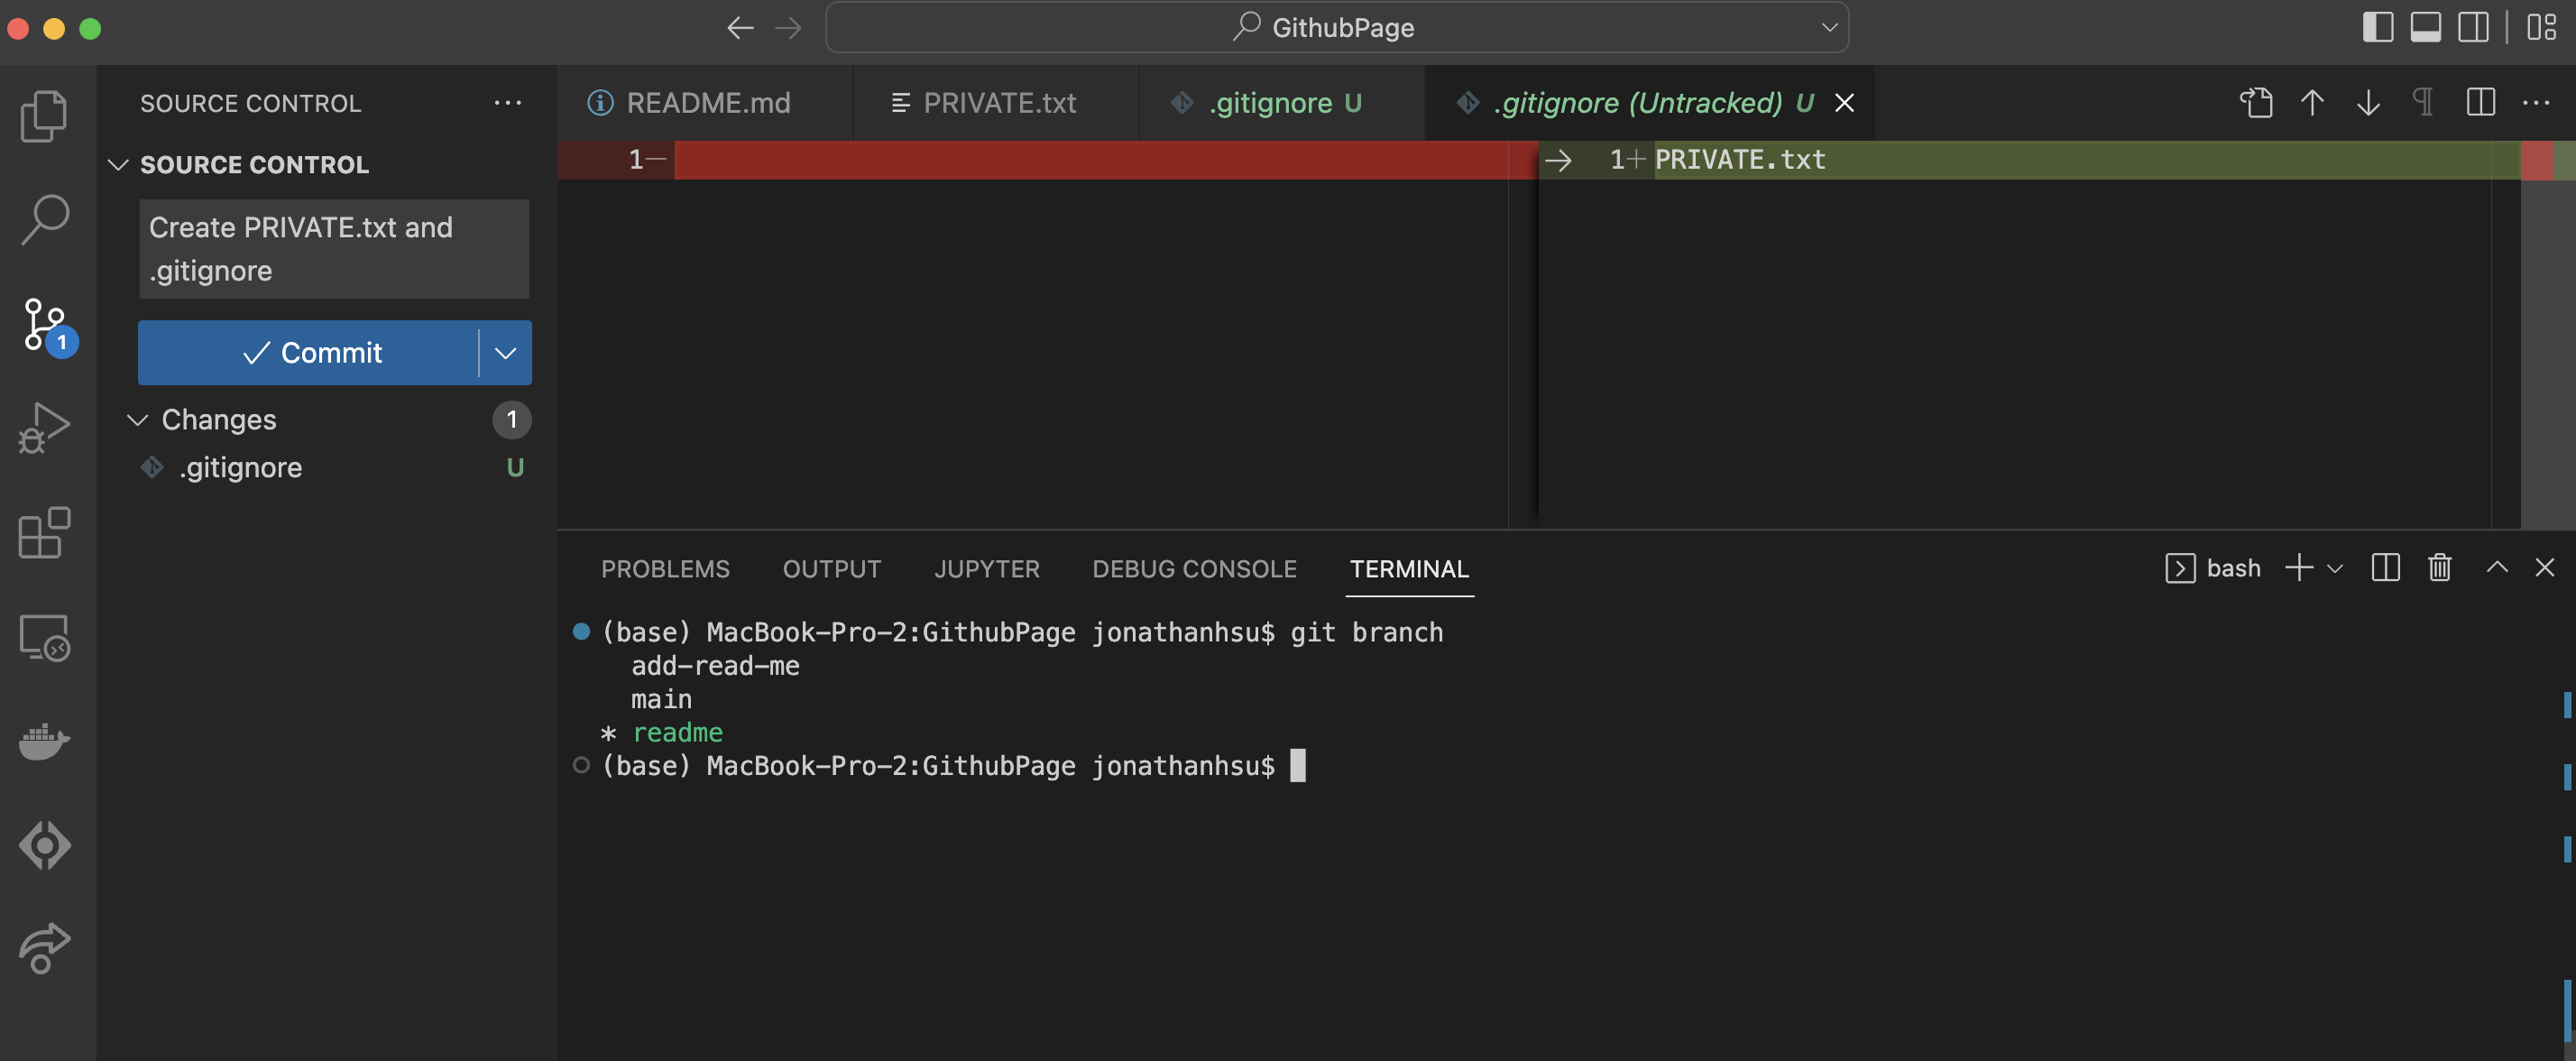 GithubPage
SOURCE CONTROL
README.md
PRIVATE.txt
.gitignore U
.gitignore (Untracked) U
SOURCE CONTROL
1
1 PRIVATE.txt
Create PRIVATE.txt and
.gitignore
1
Commit
Changes 1
.gitignore U
PROBLEMS OUTPUT JUPYTER DEBUG CONSOLE TERMINAL bash
(base) MacBook-Pro-2:GithubPage jonathanhsu$ git branch
add-read-me
main
* readme
(base) MacBook-Pro-2:GithubPage jonathanhsu$